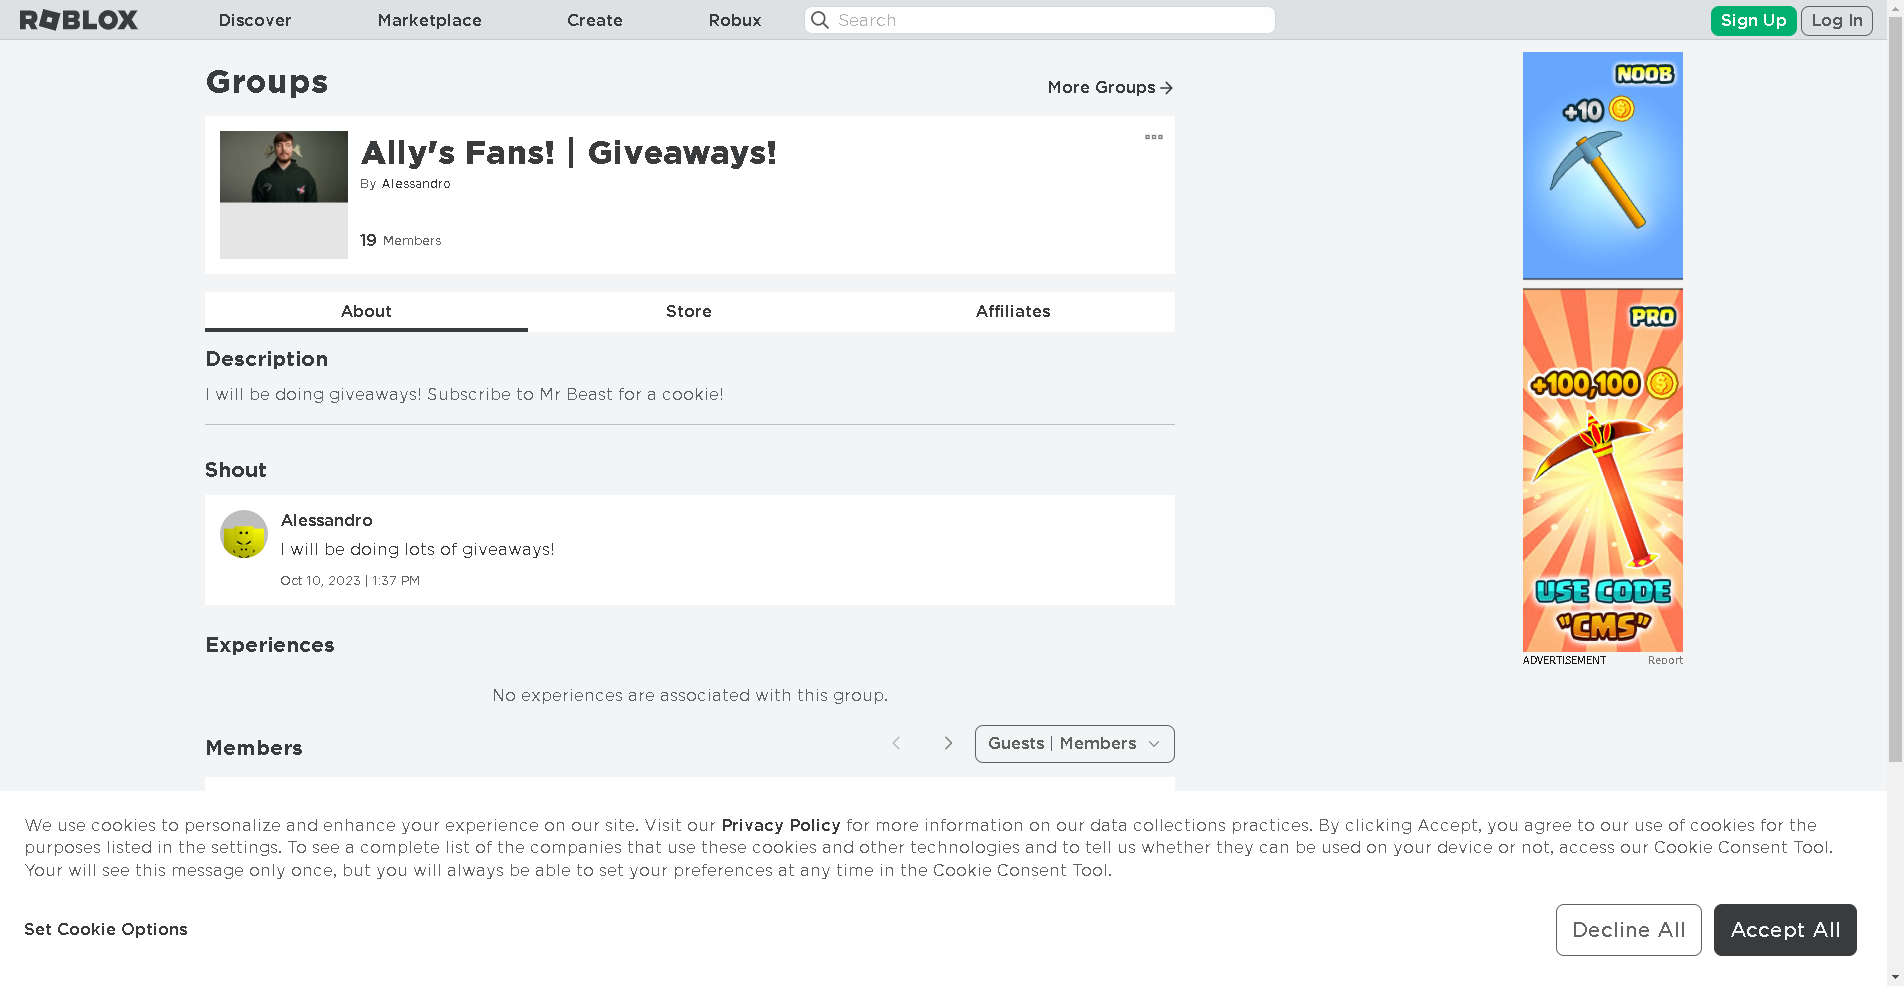 ROBLOX
Discover
Marketplace
Create
Robux
Search
Sign Up
Log In
Groups
More Groups
Ally's Fans! | Giveaways!
By Alessandro
19 Members
About
Store
Affiliates
Description
I will be doing giveaways! Subscribe to Mr Beast for a cookie!
Shout
Alessandro
I will be doing lots of giveaways!
Oct 10, 2023 | 1:37 PM
Experiences
No experiences are associated with this group.
Members
Guests | Members
NOOB
+10
PRO
+100,100
USE CODE
"CMS"
ADVERTISEMENT
Report
We use cookies to personalize and enhance your experience on our site. Visit our Privacy Policy for more information on our data collections practices. By clicking Accept, you agree to our use of cookies for the
purposes listed in the settings. To see a complete list of the companies that use these cookies and other technologies and to tell us whether they can be used on your device or not, access our Cookie Consent Tool.
Your will see this message only once, but you will always be able to set your preferences at any time in the Cookie Consent Tool.
Set Cookie Options
Decline All
Accept All